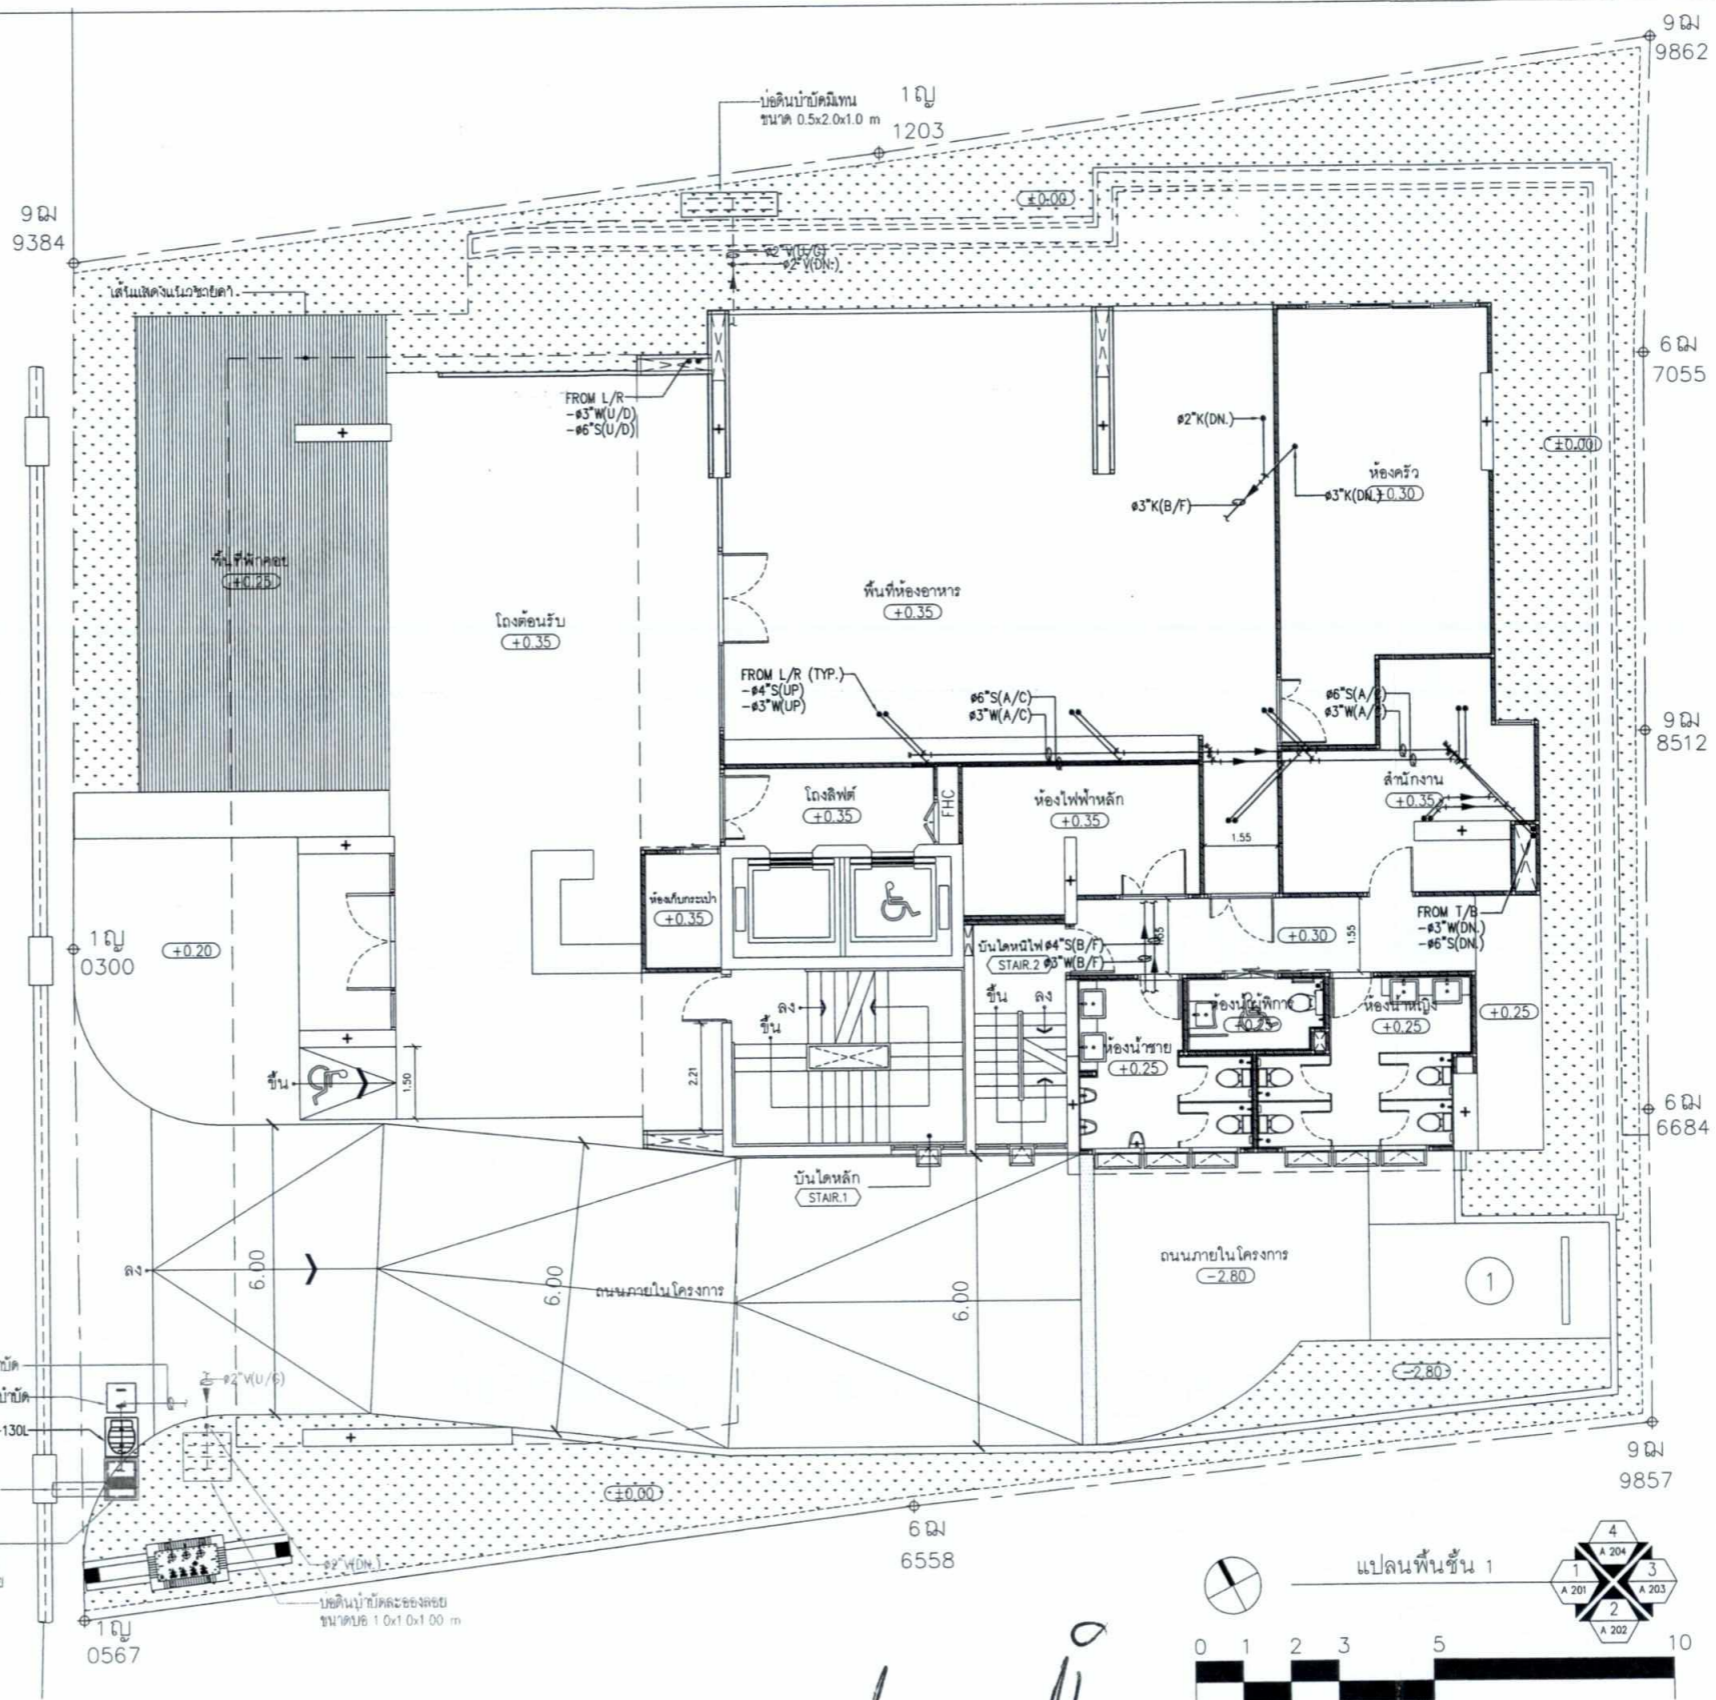 9ฌ
9862
บ่อดินบำบัดมีเทน
ขนาด 0.5x2.0x1.0 m
1ญ
1203
±0.00
9ฌ
9384
ø2"V(U/G)
ø2"V(DN.)
เส้นแสดงแนวชายคา
6ฌ
7055
FROM L/R
-ø3"W(U/D)
-ø6"S(U/D)
ø2"K(DN.)
±0.00
ห้องครัว
+0.30
ø3"K(DN.)
ø3"K(B/F)
พื้นที่พักคอย
+0.25
พื้นที่ห้องอาหาร
+0.35
โถงต้อนรับ
+0.35
FROM L/R (TYP.)
-ø4"S(UP)
-ø3"W(UP)
ø6"S(A/C)
ø3"W(A/C)
ø6"S(A/
ø3"W(A/
9ฌ
8512
โถงลิฟต์
+0.35
FHC
ห้องไฟฟ้าหลัก
+0.35
สำนักงาน
+0.35
1.55
ห้องเก็บกระเป๋า
+0.35
FROM T/B
-ø3"W(DN.)
-ø6"S(DN.)
1ญ
0300
+0.20
บันไดหนีไฟ
STAIR.2
ø4"S(B/F)
ø3"W(B/F)
+0.30
1.55
ขึ้น
ลง
ลง
ขึ้น
ห้องน้ำผู้พิการ
+0.25
ห้องน้ำหญิง
+0.25
+0.25
ห้องน้ำชาย
+0.25
ขึ้น
1.50
2.21
6ฌ
6684
บันไดหลัก
STAIR.1
ลง
6.00
6.00
6.00
ถนนภายในโครงการ
ถนนภายในโครงการ
-2.80
1
-2.80
ø2"V(U/G)
130L
±0.00
9ฌ
9857
6ฌ
6558
ø2"V(DN.)
บ่อดินบำบัดละอองลอย
ขนาดบ่อ 1.0x1.0x1.00 m
1ญ
0567
แปลนพื้นชั้น 1
4
A 204
1
A 201
3
A 203
2
A 202
0 1 2 3 5 10